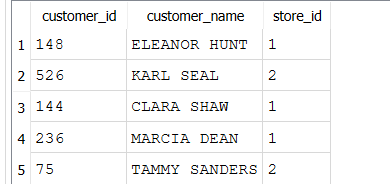 customer_id customer_name store_id
1 148 ELEANOR HUNT 1
2 526 KARL SEAL 2
3 144 CLARA SHAW 1
4 236 MARCIA DEAN 1
5 75 TAMMY SANDERS 2